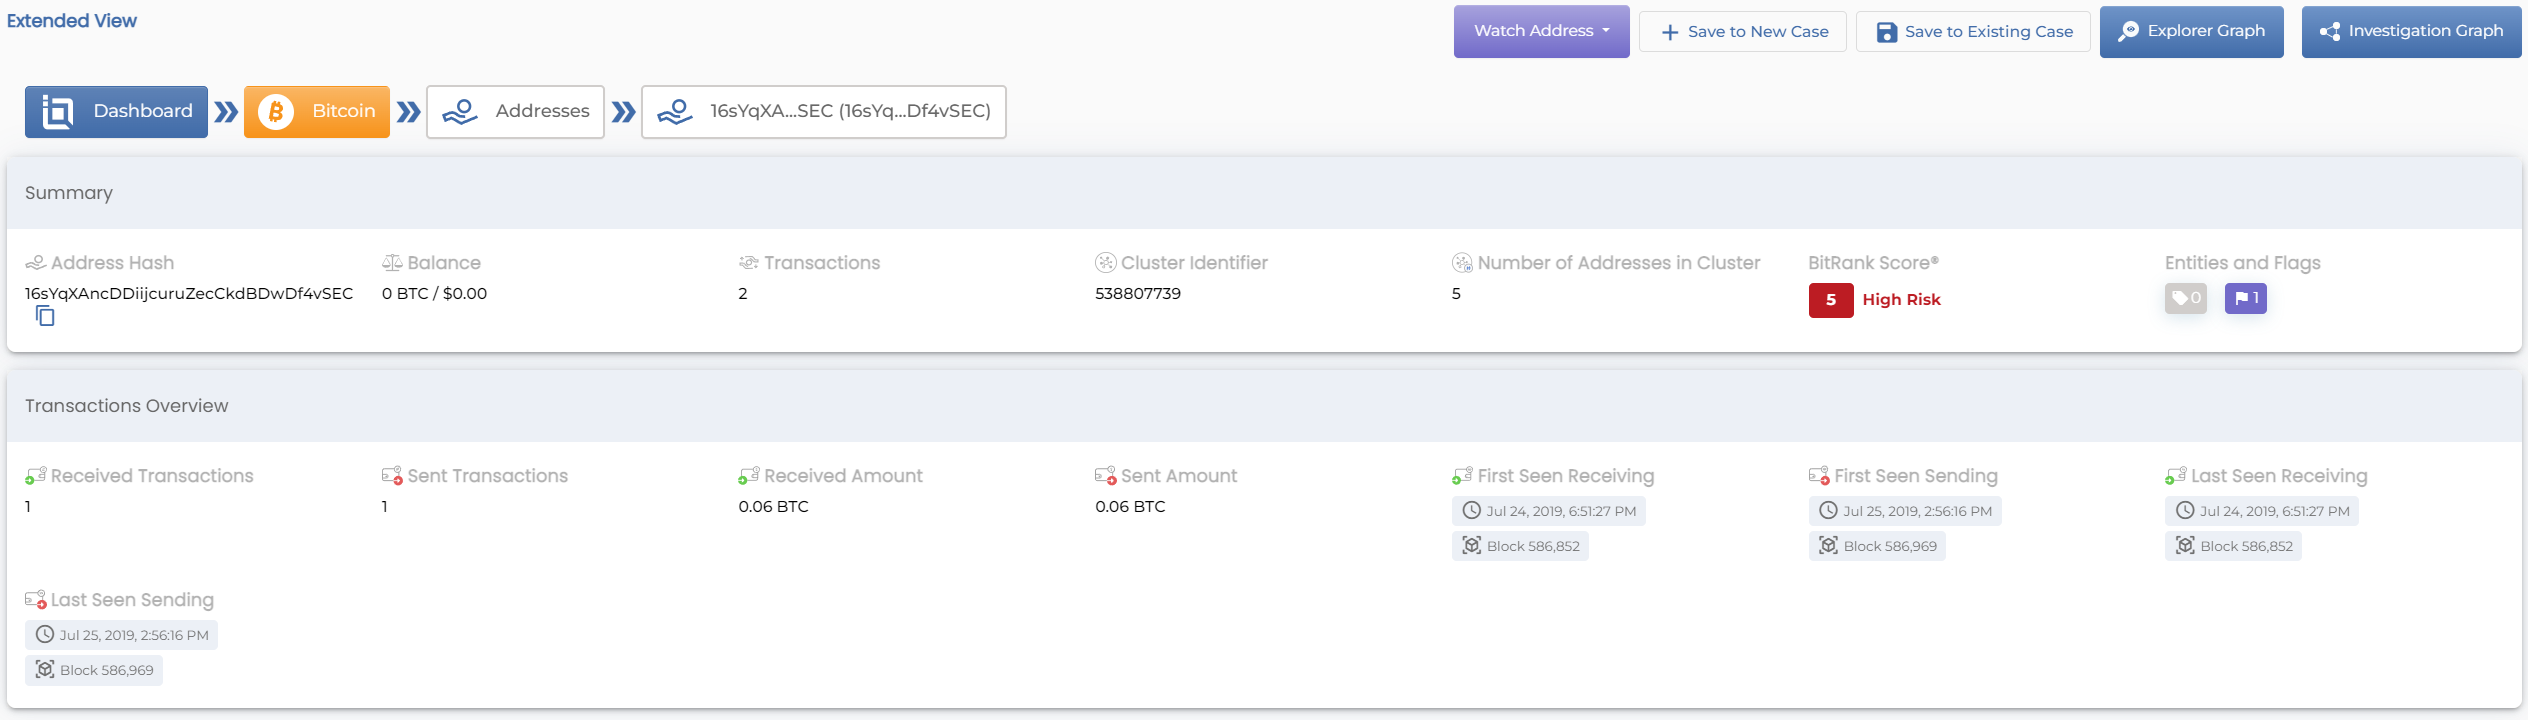 Extended View
Watch Address
Save to New Case
Save to Existing Case
Explorer Graph
Investigation Graph
Dashboard
Bitcoin
Addresses
16sYqXA...SEC (16sYq...Df4vSEC)
Summary
Address Hash
16sYqXAncDDiijcuruZecCkdBDwDf4vSEC
Balance
0 BTC / $0.00
Transactions
2
Cluster Identifier
538807739
Number of Addresses in Cluster
5
BitRank Score®
5 High Risk
Entities and Flags
0 1
Transactions Overview
Received Transactions
1
Sent Transactions
1
Received Amount
0.06 BTC
Sent Amount
0.06 BTC
First Seen Receiving
Jul 24, 2019, 6:51:27 PM
Block 586,852
First Seen Sending
Jul 25, 2019, 2:56:16 PM
Block 586,969
Last Seen Receiving
Jul 24, 2019, 6:51:27 PM
Block 586,852
Last Seen Sending
Jul 25, 2019, 2:56:16 PM
Block 586,969